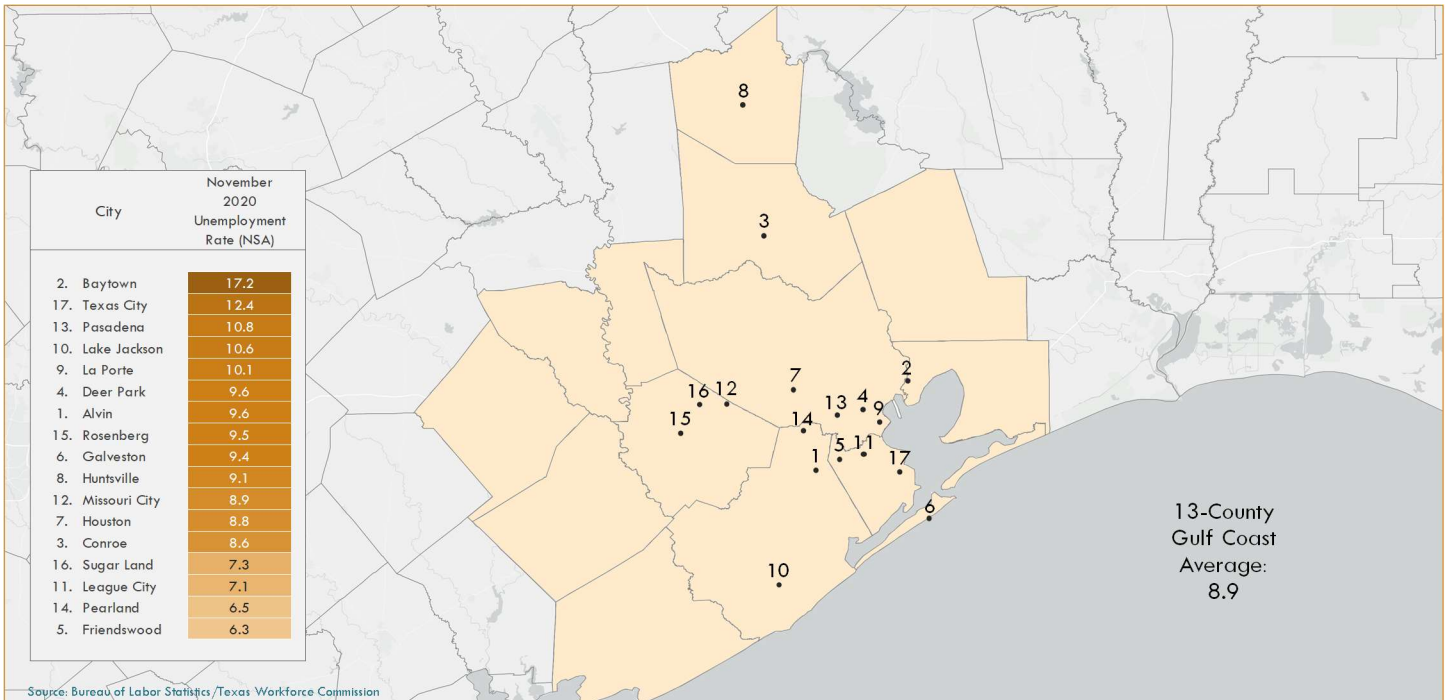 City
November
2020
Unemployment
Rate (NSA)
2. Baytown 17.2
17. Texas City 12.4
13. Pasadena 10.8
10. Lake Jackson 10.6
9. La Porte 10.1
4. Deer Park 9.6
1. Alvin 9.6
15. Rosenberg 9.5
6. Galveston 9.4
8. Huntsville 9.1
12. Missouri City 8.9
7. Houston 8.8
3. Conroe 8.6
16. Sugar Land 7.3
11. League City 7.1
14. Pearland 6.5
5. Friendswood 6.3
Source: Bureau of Labor Statistics/Texas Workforce Commission
8
3
2
7
16 12
13 4
9
15
14
5 11
1
17
6
10
13-County
Gulf Coast
Average:
8.9